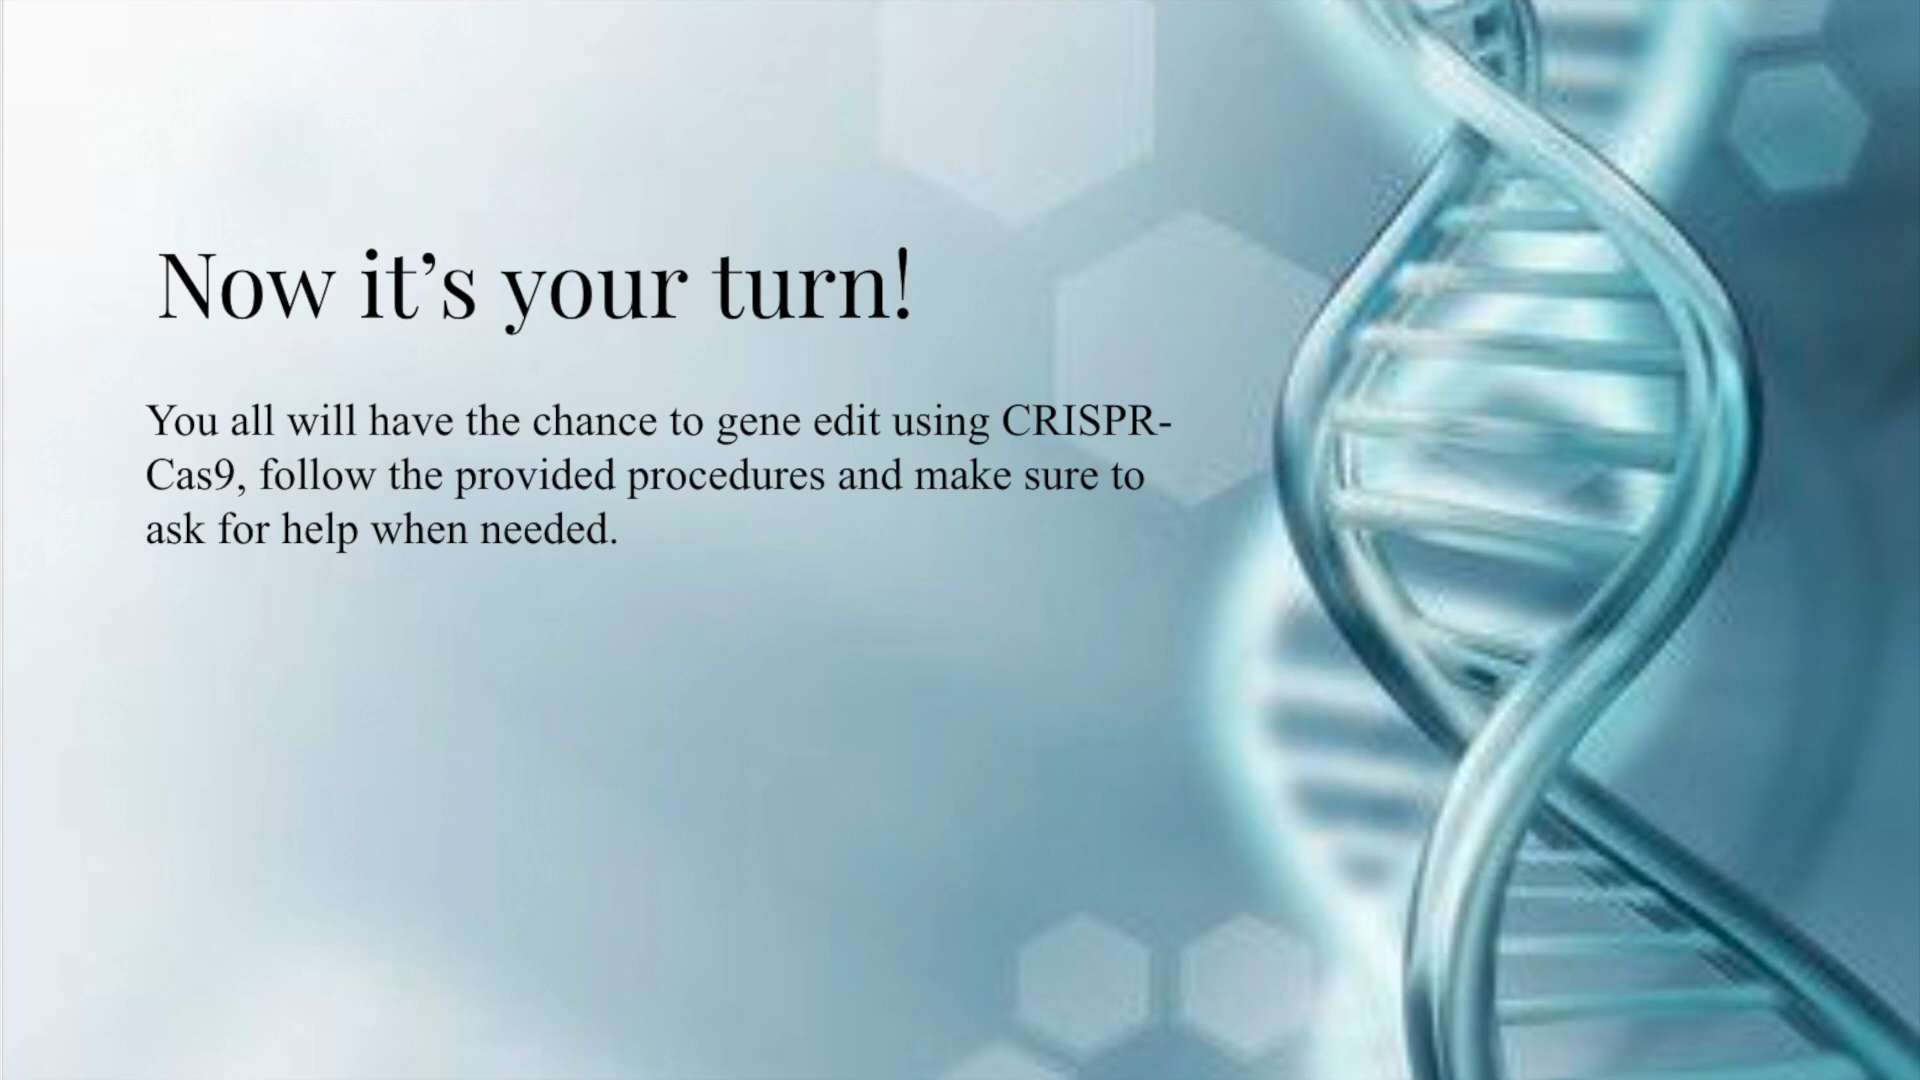 Now it’s your turn!
You all will have the chance to gene edit using CRISPR-
Cas9, follow the provided procedures and make sure to
ask for help when needed.